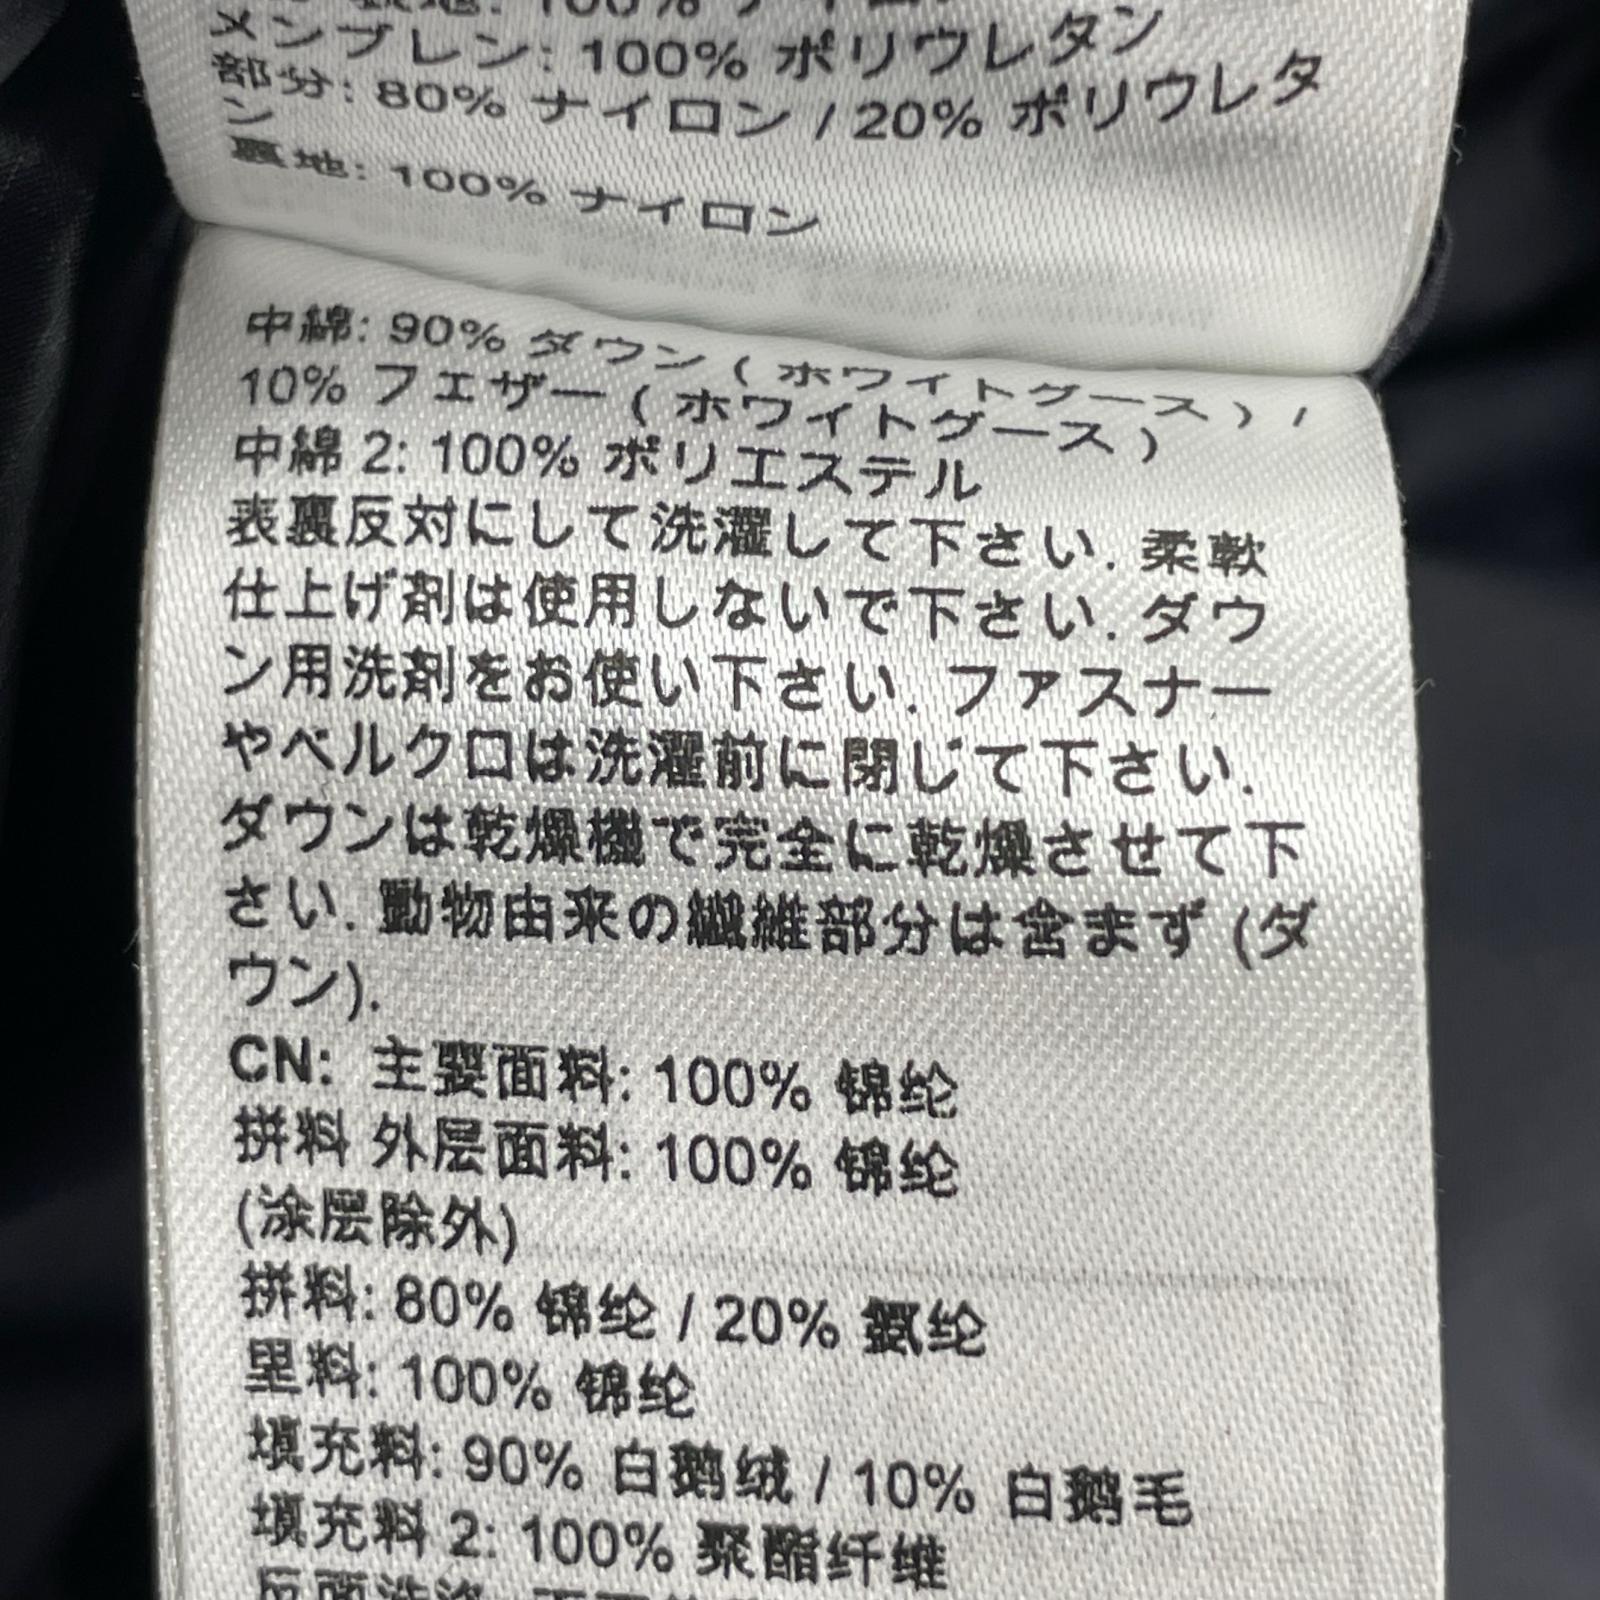 メンブレン: 100% ポリウレタン
部分: 80% ナイロン / 20% ポリウレタ
ン
裏地: 100% ナイロン
中綿: 90% ダウン ( ホワイトグース ) /
10% フェザー ( ホワイトグース )
中綿 2: 100% ポリエステル
表裏反対にして洗濯して下さい. 柔軟
仕上げ剤は使用しないで下さい. ダウ
ン用洗剤をお使い下さい. ファスナー
やベルクロは洗濯前に閉じて下さい.
ダウンは乾燥機で完全に乾燥させて下
さい. 動物由来の繊維部分は含まず (ダ
ウン).
CN: 主要面料: 100% 锦纶
拼料 外层面料: 100% 锦纶
(涂层除外)
拼料: 80% 锦纶 / 20% 氨纶
里料: 100% 锦纶
填充料: 90% 白鹅绒 / 10% 白鹅毛
填充料 2: 100% 聚酯纤维